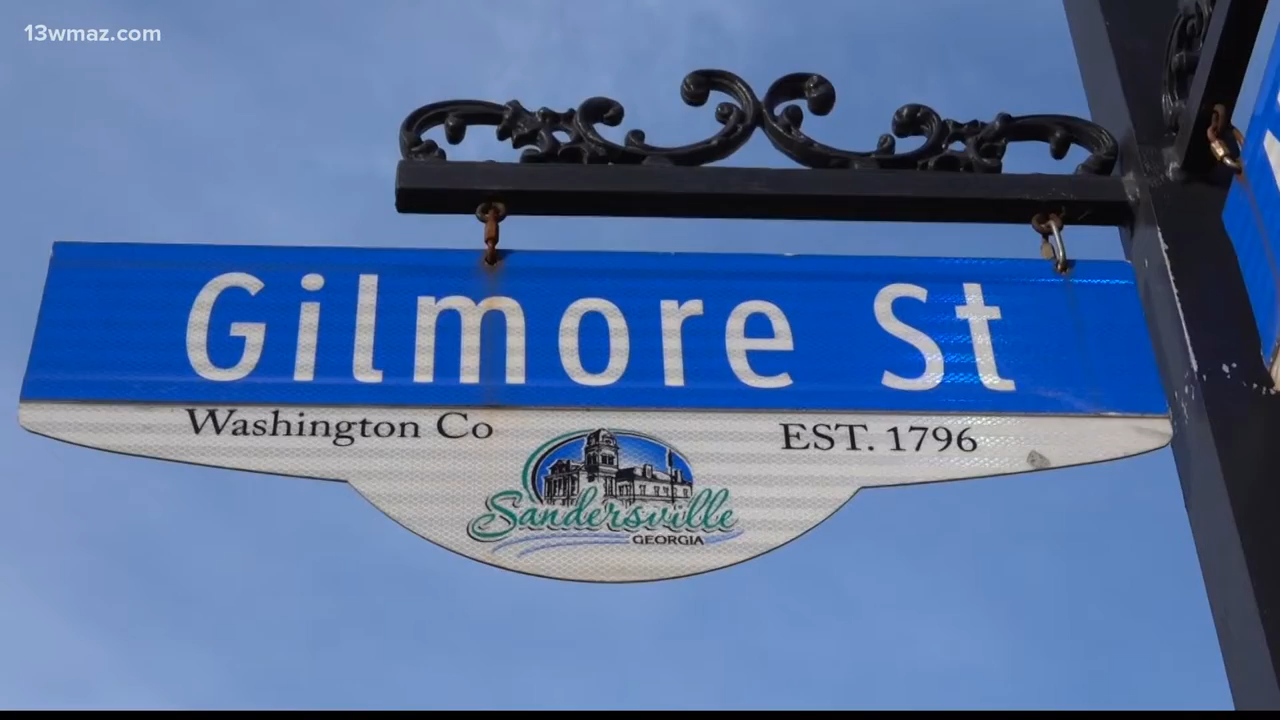 13wmaz.com
Gilmore St
Washington Co
EST. 1796
Sandersville
GEORGIA